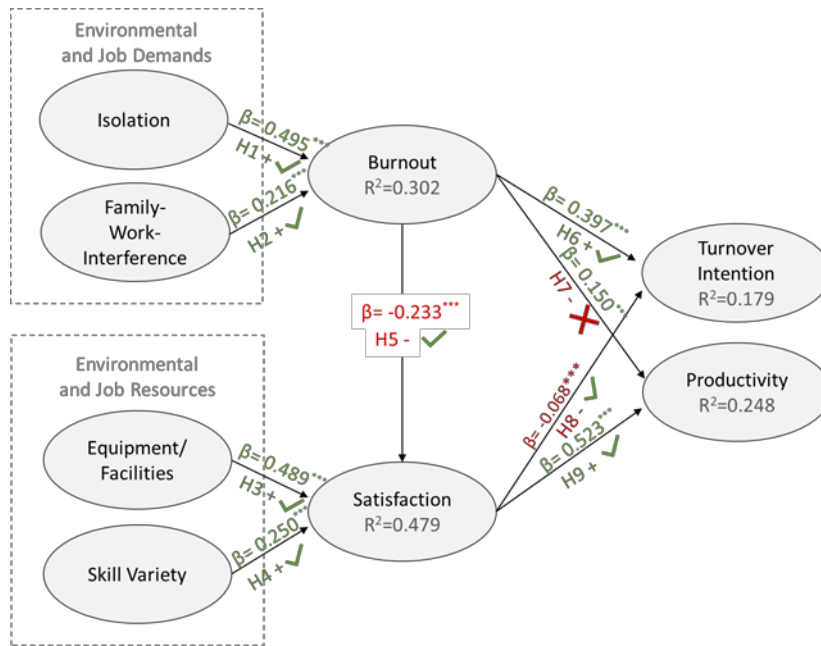 Environmental
and Job Demands
Isolation
β= 0.495***
H1 +
Family-
Work-
Interference
β= 0.216***
H2 +
Burnout
R²=0.302
β= 0.397***
H6 +
β= 0.150***
H7 -
Turnover
Intention
R²=0.179
β= -0.233***
H5 -
Environmental
and Job Resources
Equipment/
Facilities
β= 0.489***
H3 +
Skill Variety
β= 0.250***
H4 +
Satisfaction
R²=0.479
β= -0.068***
H8 -
β= 0.523***
H9 +
Productivity
R²=0.248